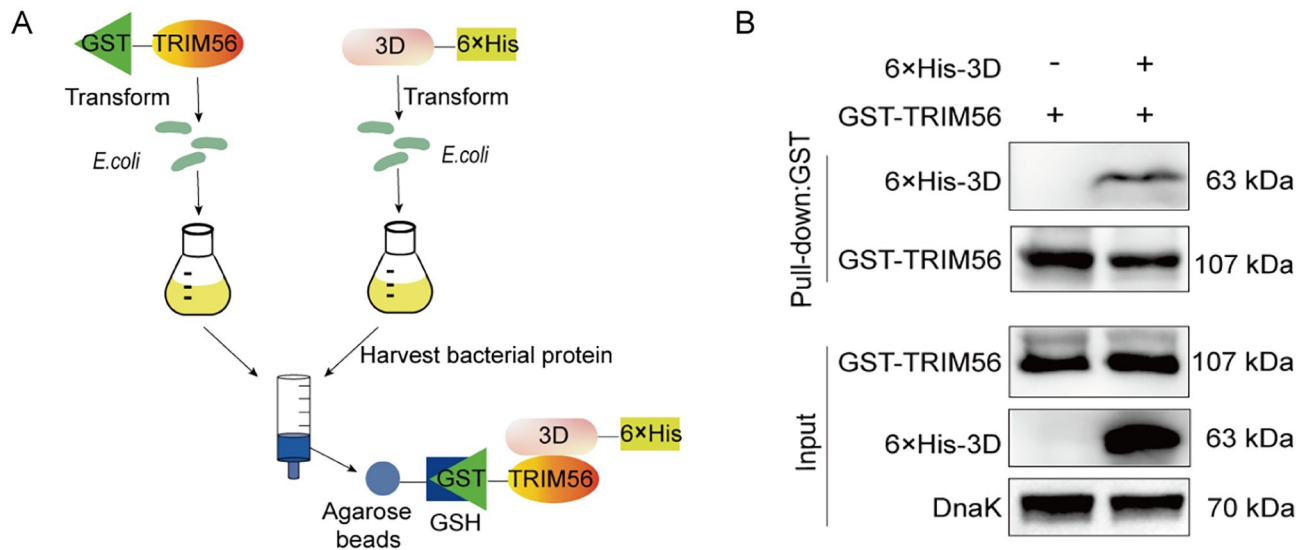 A
GST
TRIM56
3D
6×His
Transform
Transform
E.coli
E.coli
Harvest bacterial protein
3D
6×His
GST
TRIM56
Agarose
beads
GSH
B
6×His-3D - +
GST-TRIM56 + +
Pull-down:GST
6×His-3D 63 kDa
GST-TRIM56 107 kDa
Input
GST-TRIM56 107 kDa
6×His-3D 63 kDa
DnaK 70 kDa